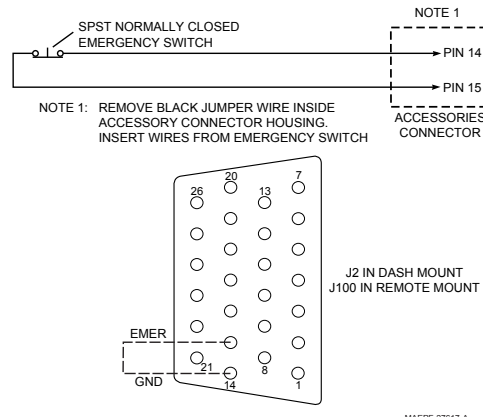 NOTE 1
SPST NORMALLY CLOSED
EMERGENCY SWITCH
PIN 14
PIN 15
NOTE 1: REMOVE BLACK JUMPER WIRE INSIDE
ACCESSORY CONNECTOR HOUSING.
INSERT WIRES FROM EMERGENCY SWITCH
ACCESSORIES
CONNECTOR
20
7
26
13
J2 IN DASH MOUNT
J100 IN REMOTE MOUNT
EMER
21
8
GND
14
1